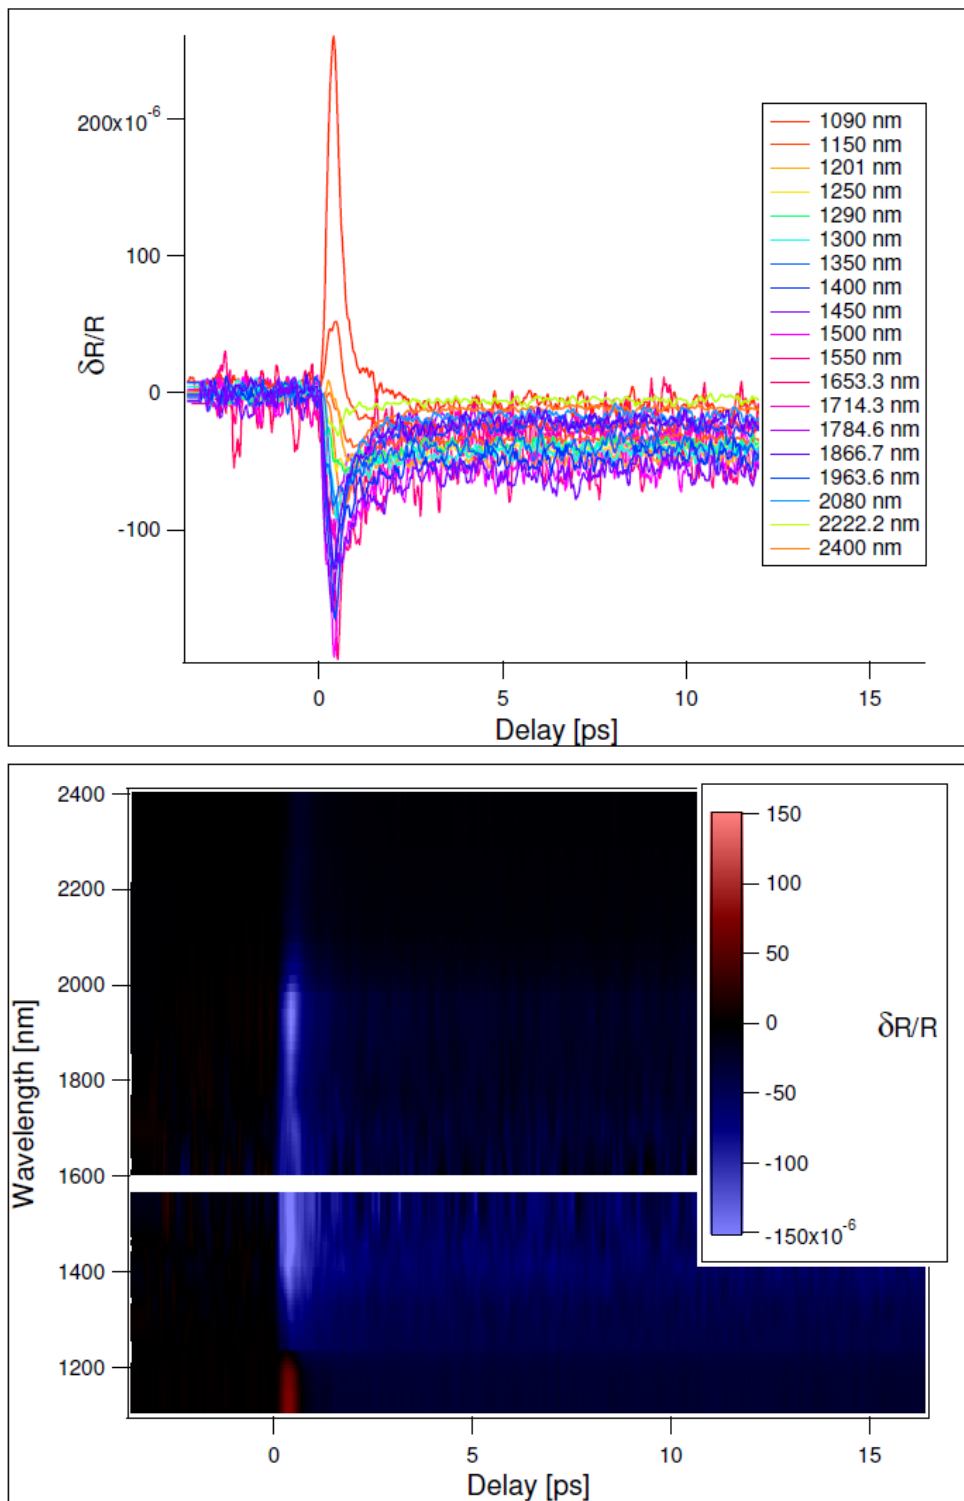 200x10-6
100
0
-100
δR/R
0
5
10
15
Delay [ps]
1090 nm
1150 nm
1201 nm
1250 nm
1290 nm
1300 nm
1350 nm
1400 nm
1450 nm
1500 nm
1550 nm
1653.3 nm
1714.3 nm
1784.6 nm
1866.7 nm
1963.6 nm
2080 nm
2222.2 nm
2400 nm
2400
2200
2000
1800
1600
1400
1200
Wavelength [nm]
0
5
10
15
Delay [ps]
150
100
50
0
-50
-100
-150x10-6
δR/R